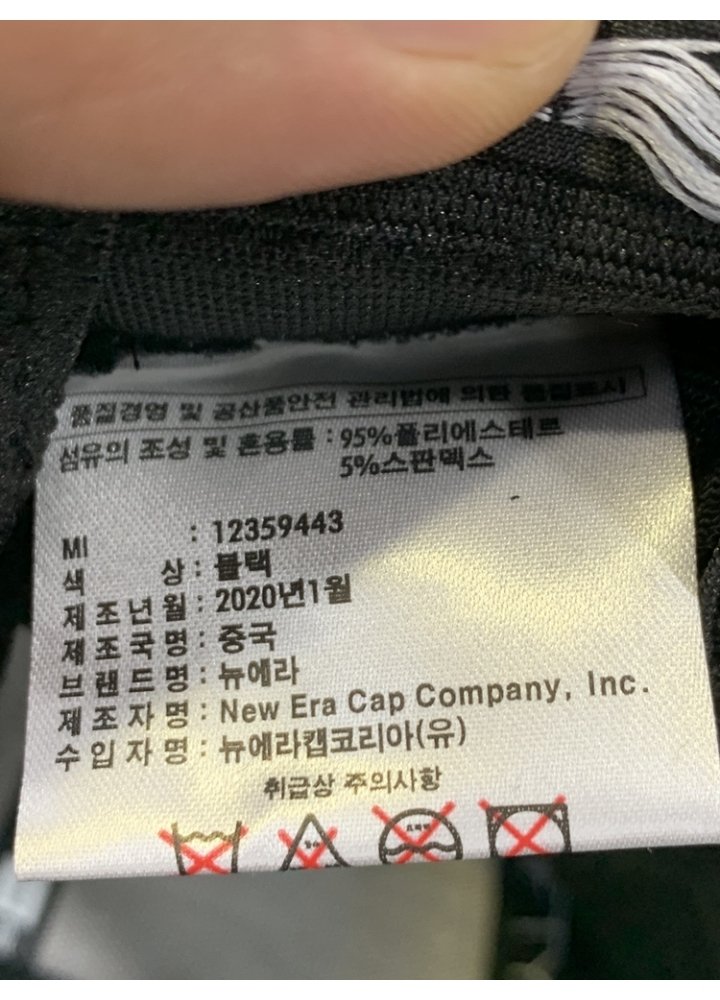 품질경영 및 공산품안전 관리법에 의한 품질표시
섬유의 조성 및 혼용률 : 95%폴리에스테르
5%스판덱스
MI : 12359443
색 상 : 블랙
제조년월 : 2020년1월
제조국명 : 중국
브랜드명 : 뉴에라
제조자명 : New Era Cap Company, Inc.
수입자명 : 뉴에라캡코리아(유)
취급상 주의사항